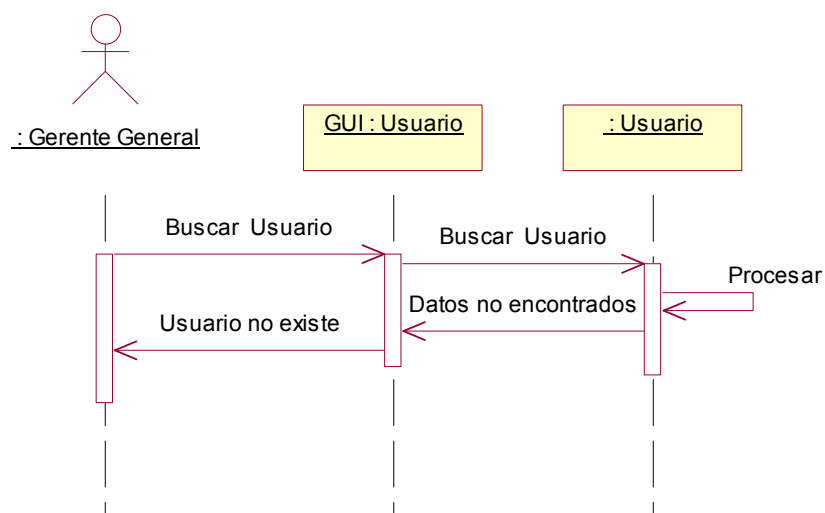 : Gerente General
GUI : Usuario
: Usuario
Buscar Usuario
Buscar Usuario
Procesar
Datos no encontrados
Usuario no existe